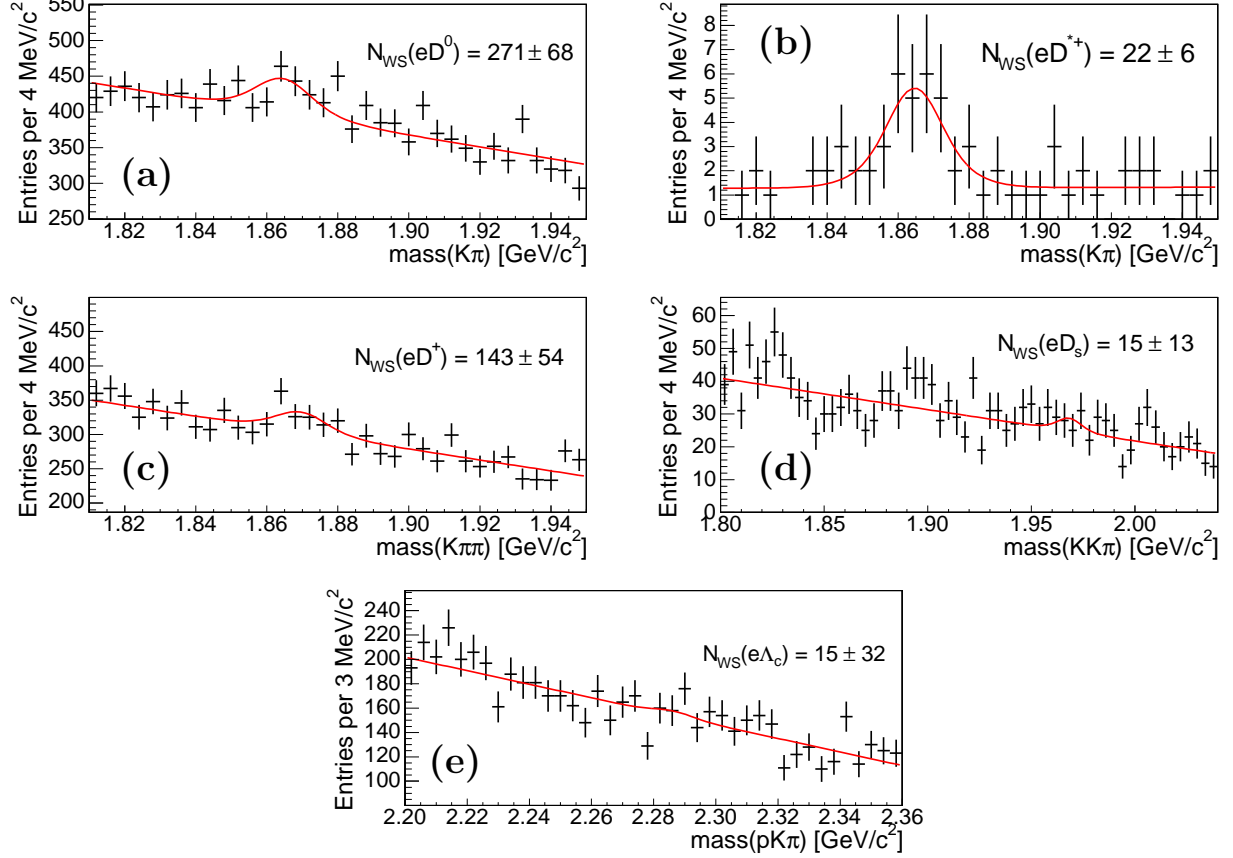 Entries per 4 MeV/c²
550
500
450
400
350
300
250
N_WS(eD⁰) = 271 ± 68
(a)
1.82 1.84 1.86 1.88 1.90 1.92 1.94
mass(Kπ) [GeV/c²]
Entries per 4 MeV/c²
8
7
6
5
4
3
2
1
0
(b)
N_WS(eD*⁺) = 22 ± 6
1.82 1.84 1.86 1.88 1.90 1.92 1.94
mass(Kπ) [GeV/c²]
Entries per 4 MeV/c²
450
400
350
300
250
200
N_WS(eD⁺) = 143 ± 54
(c)
1.82 1.84 1.86 1.88 1.90 1.92 1.94
mass(Kππ) [GeV/c²]
Entries per 4 MeV/c²
60
50
40
30
20
10
0
N_WS(eD_s) = 15 ± 13
(d)
1.80 1.85 1.90 1.95 2.00
mass(KKπ) [GeV/c²]
Entries per 3 MeV/c²
240
220
200
180
160
140
120
100
N_WS(eΛ_c) = 15 ± 32
(e)
2.20 2.22 2.24 2.26 2.28 2.30 2.32 2.34 2.36
mass(pKπ) [GeV/c²]